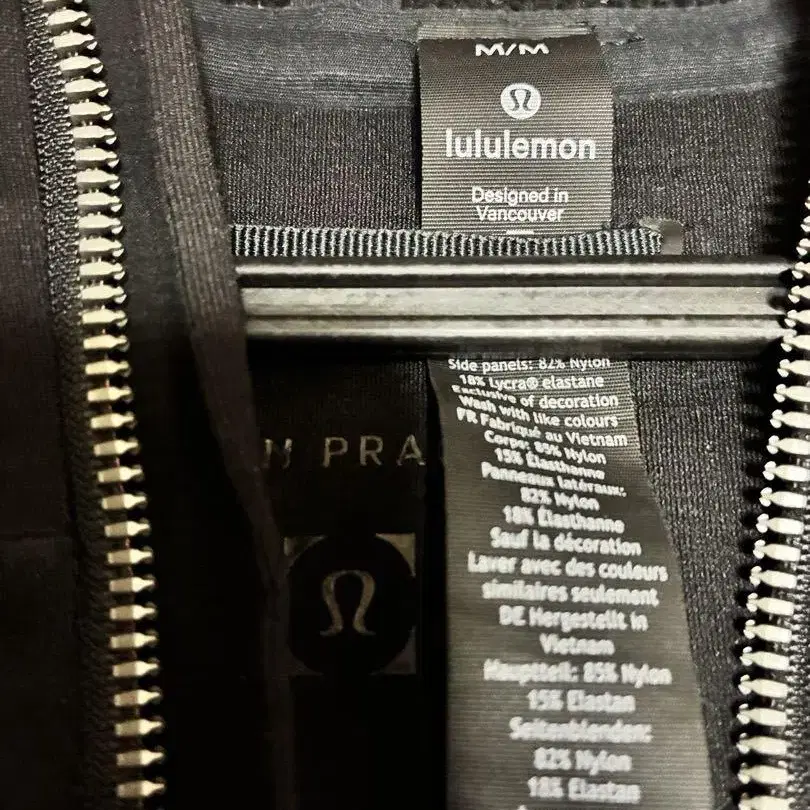 M/M
lululemon
Designed in
Vancouver
Side panels: 82% Nylon
18% Lycra® elastane
Exclusive of decoration
Wash with like colours
FR Fabriqué au Vietnam
Corps: 85% Nylon
15% Élasthanne
Panneaux latéraux:
82% Nylon
18% Élasthanne
Sauf la décoration
Laver avec des couleurs
similaires seulement
DE Hergestellt in
Vietnam
Hauptteil: 85% Nylon
15% Elastan
Seitenblenden:
82% Nylon
18% Elastan
N PRA